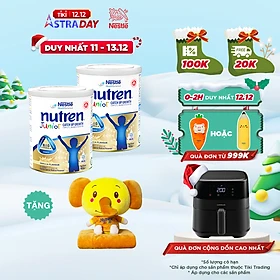 TIKI 12.12
ASTRADAY
Nestlé
DUY NHẤT 11 - 13.12
100K
20K
FREE
Nestlé
nutren
junior
nutren
junior
0-2H DUY NHẤT 12.12
HOẶC
QUÀ ĐƠN TỪ 999K
TẶNG
QUÀ ĐƠN CỘNG DỒN CAO NHẤT
*Số lượng có hạn
*Chỉ áp dụng cho sản phẩm thuộc Tiki Trading
* Áp dụng cho các sản phẩm